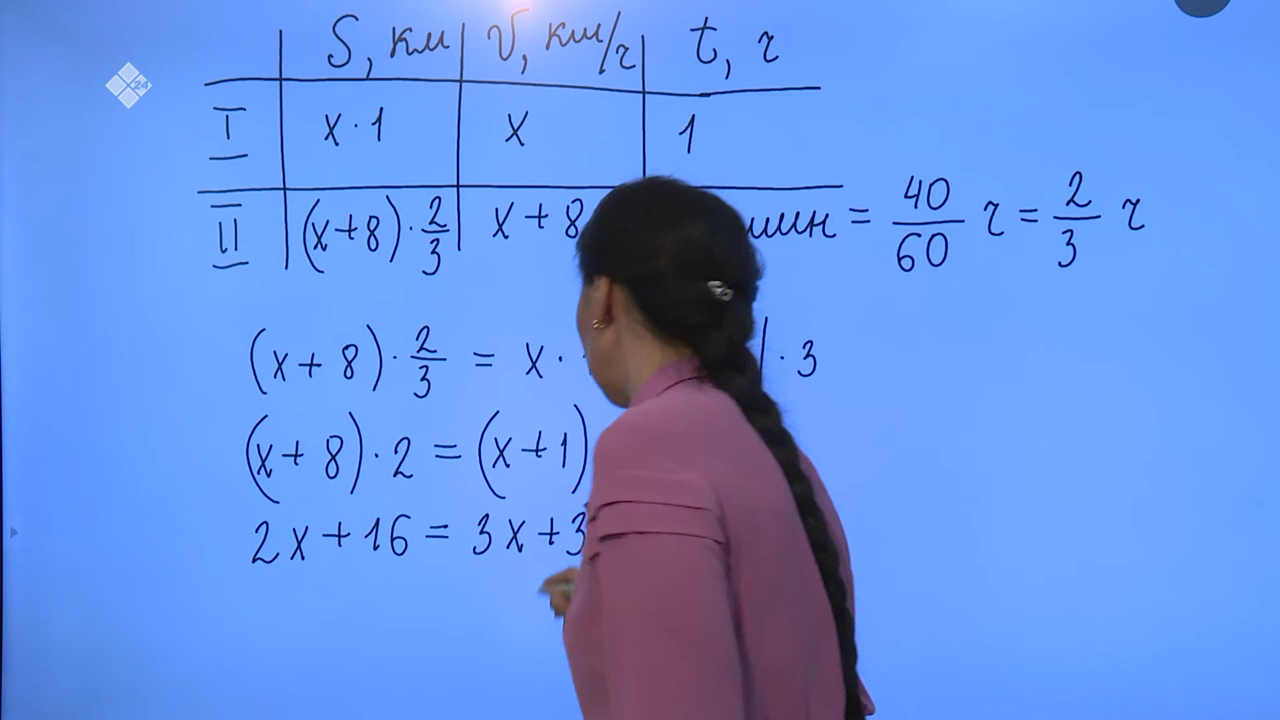 24
S, км v, км/ч t, ч
I x · 1 x 1
II (x+8) · 2/3 x + 8 мин = 40/60 ч = 2/3 ч
(x + 8) · 2/3 = x · | · 3
(x + 8) · 2 = (x + 1)
2x + 16 = 3x + 3